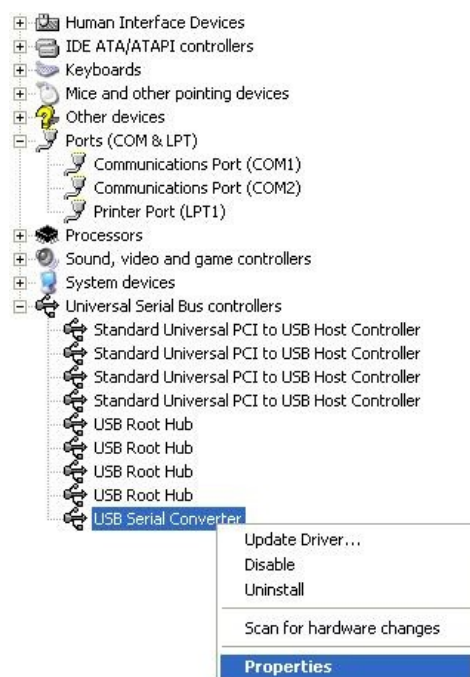 Human Interface Devices
IDE ATA/ATAPI controllers
Keyboards
Mice and other pointing devices
Other devices
Ports (COM & LPT)
Communications Port (COM1)
Communications Port (COM2)
Printer Port (LPT1)
Processors
Sound, video and game controllers
System devices
Universal Serial Bus controllers
Standard Universal PCI to USB Host Controller
Standard Universal PCI to USB Host Controller
Standard Universal PCI to USB Host Controller
Standard Universal PCI to USB Host Controller
USB Root Hub
USB Root Hub
USB Root Hub
USB Root Hub
USB Serial Converter
Update Driver...
Disable
Uninstall
Scan for hardware changes
Properties